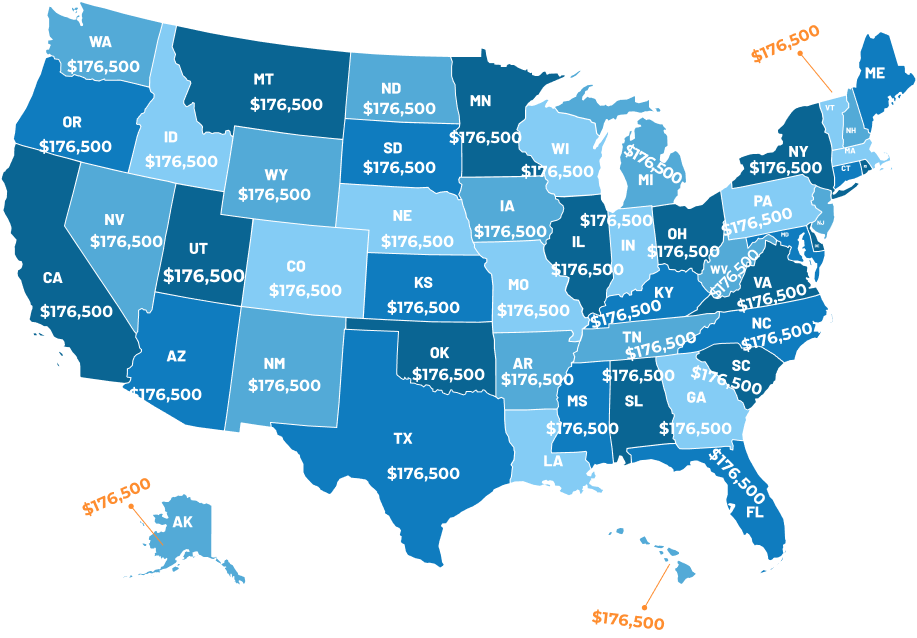 WA
$176,500
MT
$176,500
ND
$176,500
MN
$176,500
$176,500
ME
VT
NH
OR
$176,500
ID
$176,500
SD
$176,500
WI
$176,500
$176,500
MI
NY
$176,500
MA
CT
WY
$176,500
NE
$176,500
IA
$176,500
$176,500
IN
PA
$176,500
NJ
NV
$176,500
UT
$176,500
CO
$176,500
IL
$176,500
OH
$176,500
WV
$176,500
MD
CA
$176,500
KS
$176,500
MO
$176,500
KY
$176,500
VA
$176,500
AZ
$176,500
NM
$176,500
OK
$176,500
AR
$176,500
TN
$176,500
NC
$176,500
TX
$176,500
MS
$176,500
$176,500
SL
SC
$176,500
GA
$176,500
LA
$176,500
FL
$176,500
AK
$176,500